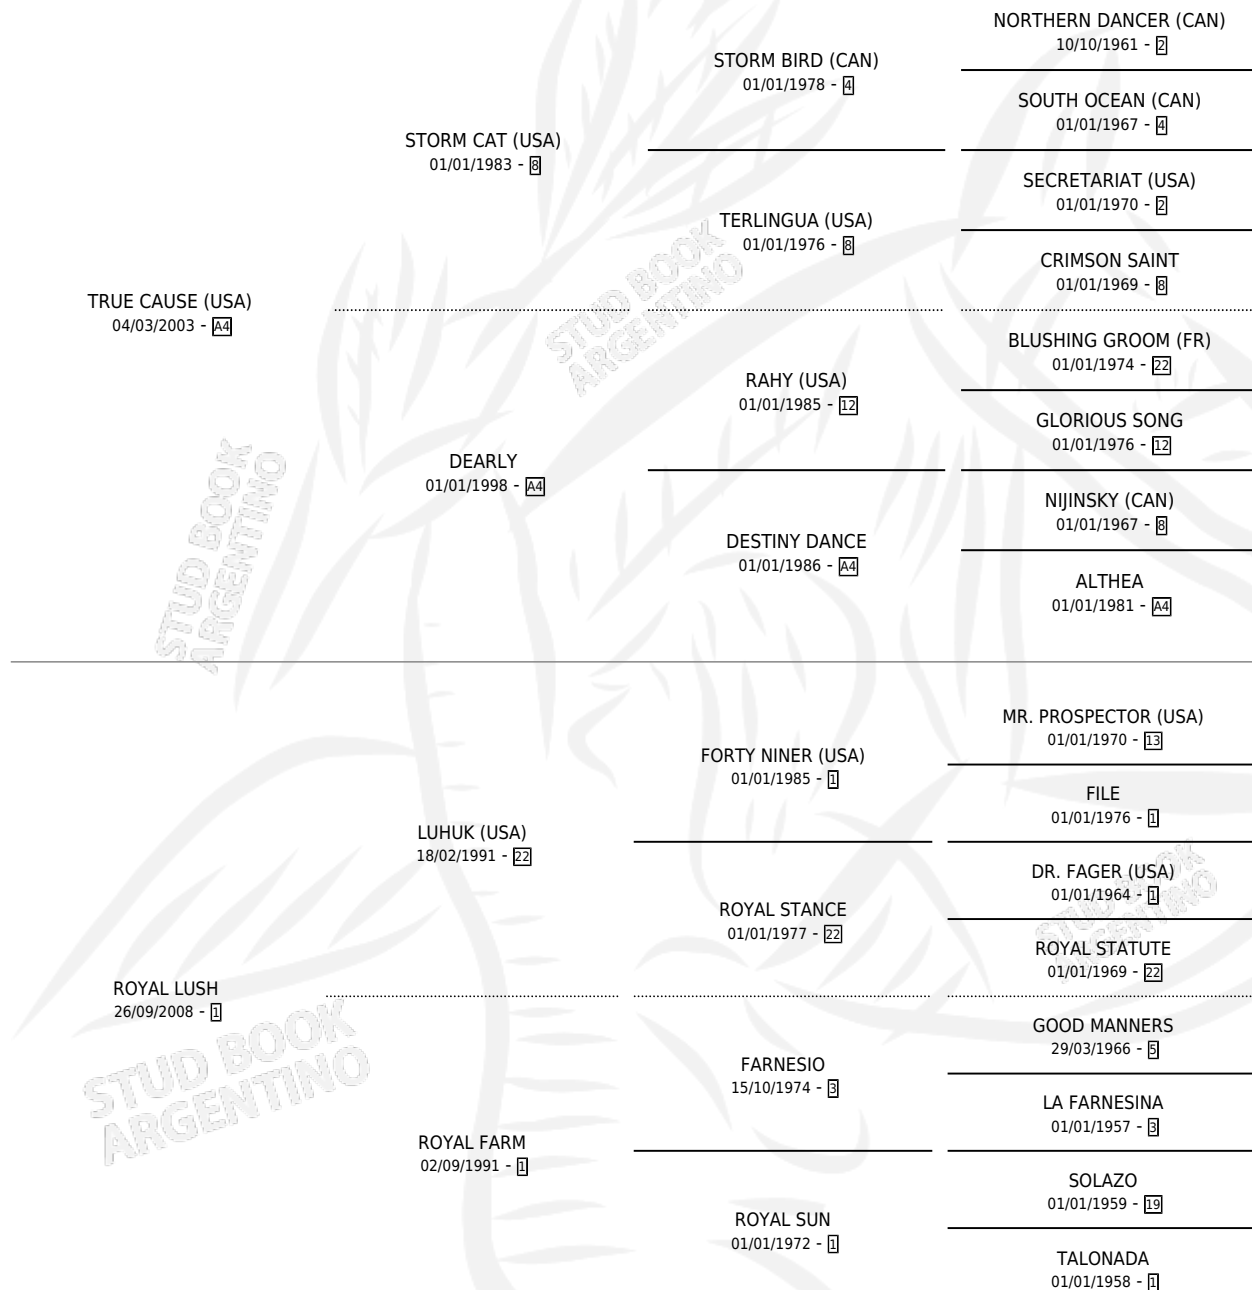 NORTHERN DANCER (CAN)
10/10/1961 - 2
STORM BIRD (CAN)
01/01/1978 - 4
SOUTH OCEAN (CAN)
01/01/1967 - 4
STORM CAT (USA)
01/01/1983 - 8
SECRETARIAT (USA)
01/01/1970 - 2
TERLINGUA (USA)
01/01/1976 - 8
CRIMSON SAINT
01/01/1969 - 8
TRUE CAUSE (USA)
04/03/2003 - A4
BLUSHING GROOM (FR)
01/01/1974 - 22
RAHY (USA)
01/01/1985 - 12
GLORIOUS SONG
01/01/1976 - 12
DEARLY
01/01/1998 - A4
NIJINSKY (CAN)
01/01/1967 - 8
DESTINY DANCE
01/01/1986 - A4
ALTHEA
01/01/1981 - A4
MR. PROSPECTOR (USA)
01/01/1970 - 13
FORTY NINER (USA)
01/01/1985 - 1
FILE
01/01/1976 - 1
LUHUK (USA)
18/02/1991 - 22
DR. FAGER (USA)
01/01/1964 - 1
ROYAL STANCE
01/01/1977 - 22
ROYAL STATUTE
01/01/1969 - 22
ROYAL LUSH
26/09/2008 - 1
GOOD MANNERS
29/03/1966 - 5
FARNESIO
15/10/1974 - 3
LA FARNESINA
01/01/1957 - 3
ROYAL FARM
02/09/1991 - 1
SOLAZO
01/01/1959 - 19
ROYAL SUN
01/01/1972 - 1
TALONADA
01/01/1958 - 1
STUD BOOK
ARGENTINO
STUD BOOK
ARGENTINO
STUD BOOK
ARGENTINO
STUD BOOK
ARGENTINO